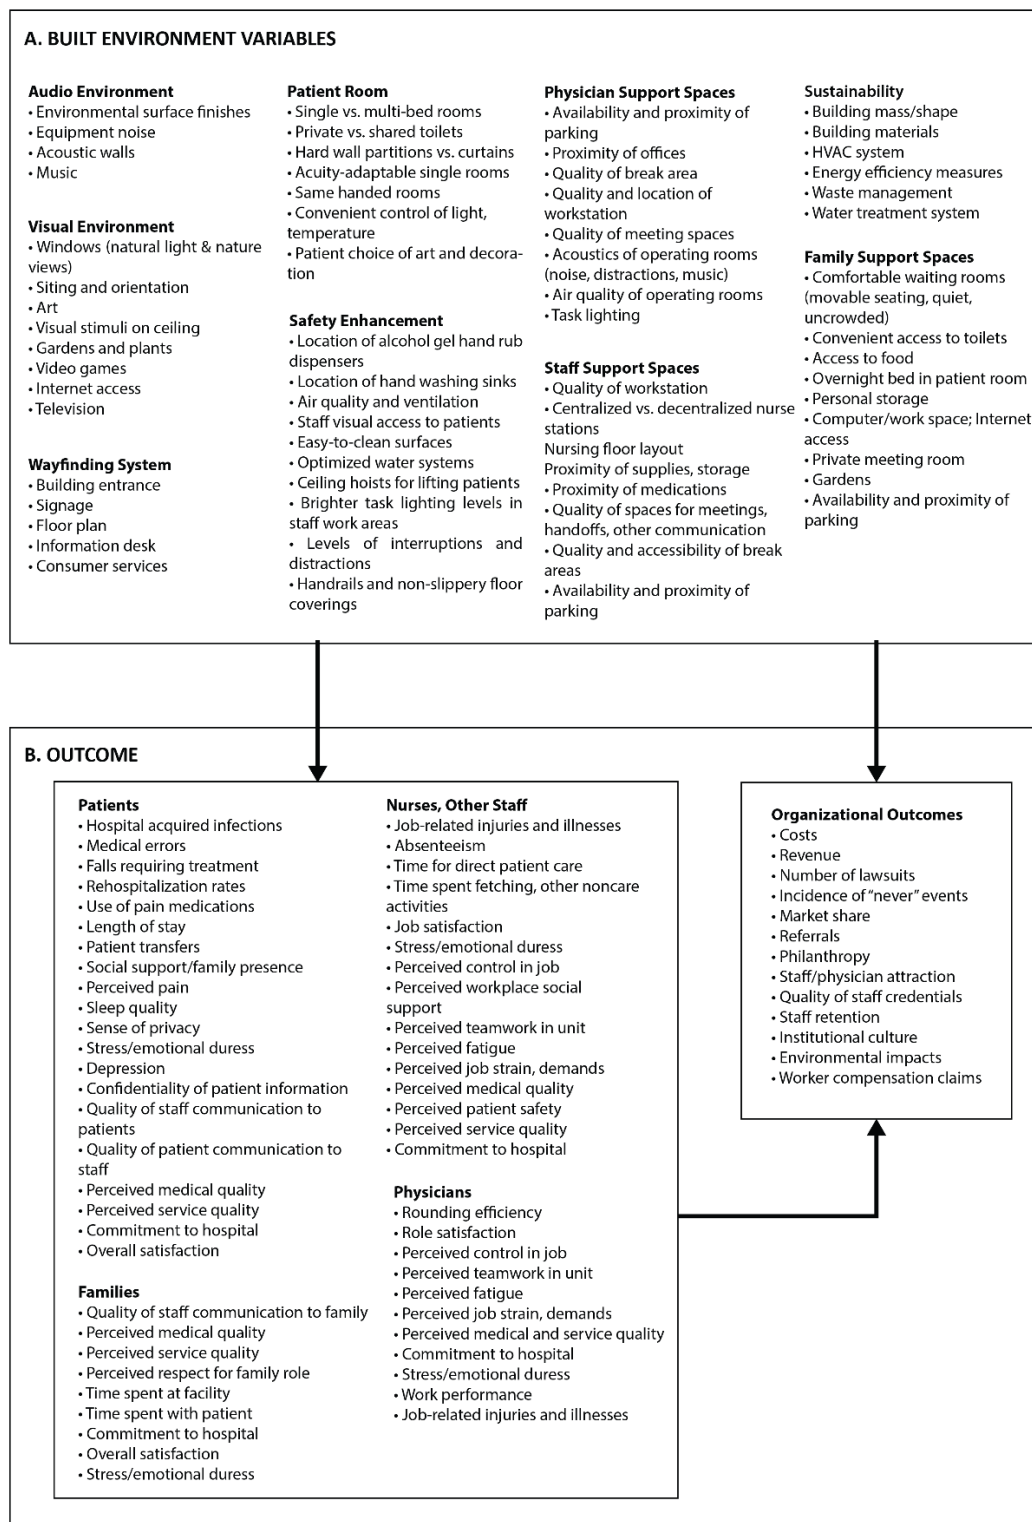 A. BUILT ENVIRONMENT VARIABLES
Audio Environment
• Environmental surface finishes
• Equipment noise
• Acoustic walls
• Music
Visual Environment
• Windows (natural light & nature
views)
• Siting and orientation
• Art
• Visual stimuli on ceiling
• Gardens and plants
• Video games
• Internet access
• Television
Wayfinding System
• Building entrance
• Signage
• Floor plan
• Information desk
• Consumer services
Patient Room
• Single vs. multi-bed rooms
• Private vs. shared toilets
• Hard wall partitions vs. curtains
• Acuity-adaptable single rooms
• Same handed rooms
• Convenient control of light,
temperature
• Patient choice of art and decora-
tion
Safety Enhancement
• Location of alcohol gel hand rub
dispensers
• Location of hand washing sinks
• Air quality and ventilation
• Staff visual access to patients
• Easy-to-clean surfaces
• Optimized water systems
• Ceiling hoists for lifting patients
• Brighter task lighting levels in
staff work areas
• Levels of interruptions and
distractions
• Handrails and non-slippery floor
coverings
Physician Support Spaces
• Availability and proximity of
parking
• Proximity of offices
• Quality of break area
• Quality and location of
workstation
• Quality of meeting spaces
• Acoustics of operating rooms
(noise, distractions, music)
• Air quality of operating rooms
• Task lighting
Staff Support Spaces
• Quality of workstation
• Centralized vs. decentralized nurse
stations
Nursing floor layout
Proximity of supplies, storage
• Proximity of medications
• Quality of spaces for meetings,
handoffs, other communication
• Quality and accessibility of break
areas
• Availability and proximity of
parking
Sustainability
• Building mass/shape
• Building materials
• HVAC system
• Energy efficiency measures
• Waste management
• Water treatment system
Family Support Spaces
• Comfortable waiting rooms
(movable seating, quiet,
uncrowded)
• Convenient access to toilets
• Access to food
• Overnight bed in patient room
• Personal storage
• Computer/work space; Internet
access
• Private meeting room
• Gardens
• Availability and proximity of
parking
B. OUTCOME
Patients
• Hospital acquired infections
• Medical errors
• Falls requiring treatment
• Rehospitalization rates
• Use of pain medications
• Length of stay
• Patient transfers
• Social support/family presence
• Perceived pain
• Sleep quality
• Sense of privacy
• Stress/emotional duress
• Depression
• Confidentiality of patient information
• Quality of staff communication to
patients
• Quality of patient communication to
staff
• Perceived medical quality
• Perceived service quality
• Commitment to hospital
• Overall satisfaction
Families
• Quality of staff communication to family
• Perceived medical quality
• Perceived service quality
• Perceived respect for family role
• Time spent at facility
• Time spent with patient
• Commitment to hospital
• Overall satisfaction
• Stress/emotional duress
Nurses, Other Staff
• Job-related injuries and illnesses
• Absenteeism
• Time for direct patient care
• Time spent fetching, other noncare
activities
• Job satisfaction
• Stress/emotional duress
• Perceived control in job
• Perceived workplace social
support
• Perceived teamwork in unit
• Perceived fatigue
• Perceived job strain, demands
• Perceived medical quality
• Perceived patient safety
• Perceived service quality
• Commitment to hospital
Physicians
• Rounding efficiency
• Role satisfaction
• Perceived control in job
• Perceived teamwork in unit
• Perceived fatigue
• Perceived job strain, demands
• Perceived medical and service quality
• Commitment to hospital
• Stress/emotional duress
• Work performance
• Job-related injuries and illnesses
Organizational Outcomes
• Costs
• Revenue
• Number of lawsuits
• Incidence of “never” events
• Market share
• Referrals
• Philanthropy
• Staff/physician attraction
• Quality of staff credentials
• Staff retention
• Institutional culture
• Environmental impacts
• Worker compensation claims